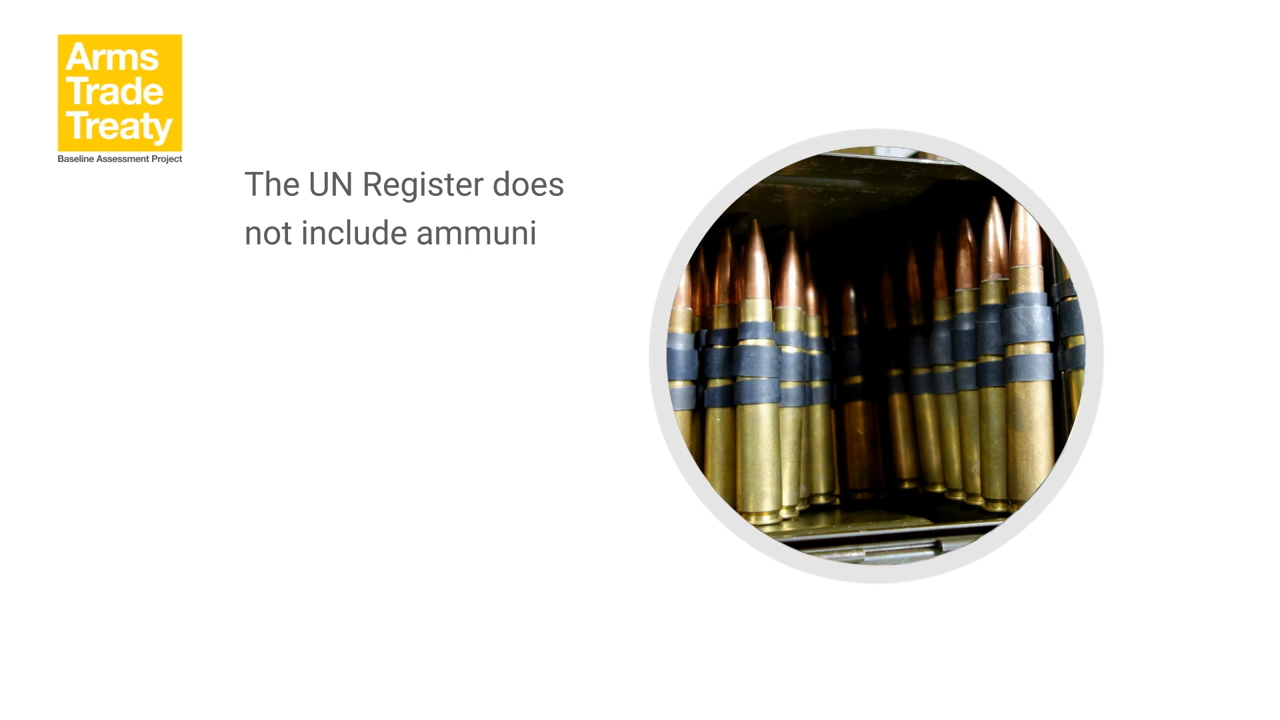 Arms
Trade
Treaty
Baseline Assessment Project
The UN Register does
not include ammuni